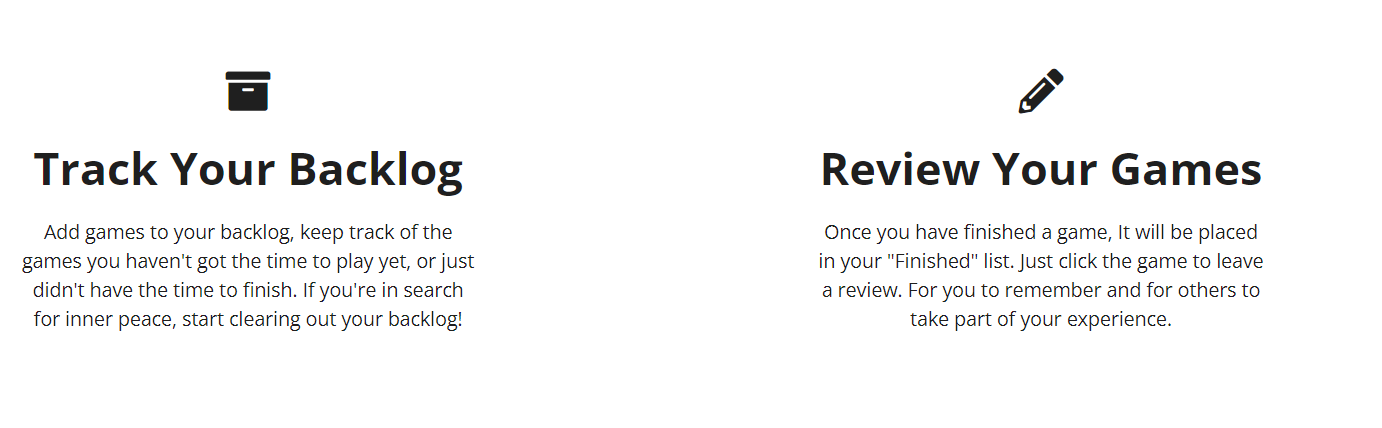 Track Your Backlog
Add games to your backlog, keep track of the
games you haven't got the time to play yet, or just
didn't have the time to finish. If you're in search
for inner peace, start clearing out your backlog!
Review Your Games
Once you have finished a game, It will be placed
in your "Finished" list. Just click the game to leave
a review. For you to remember and for others to
take part of your experience.